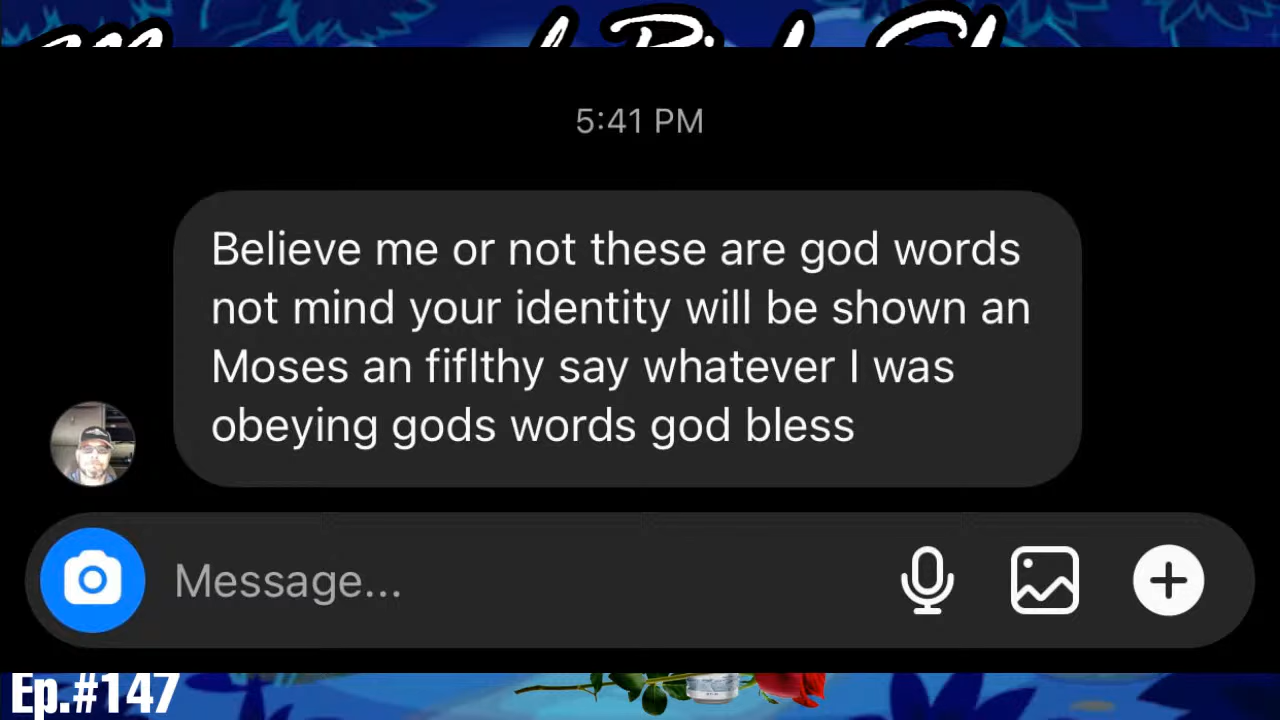 5:41 PM
Believe me or not these are god words
not mind your identity will be shown an
Moses an fiflthy say whatever I was
obeying gods words god bless
Message...
Ep.#147